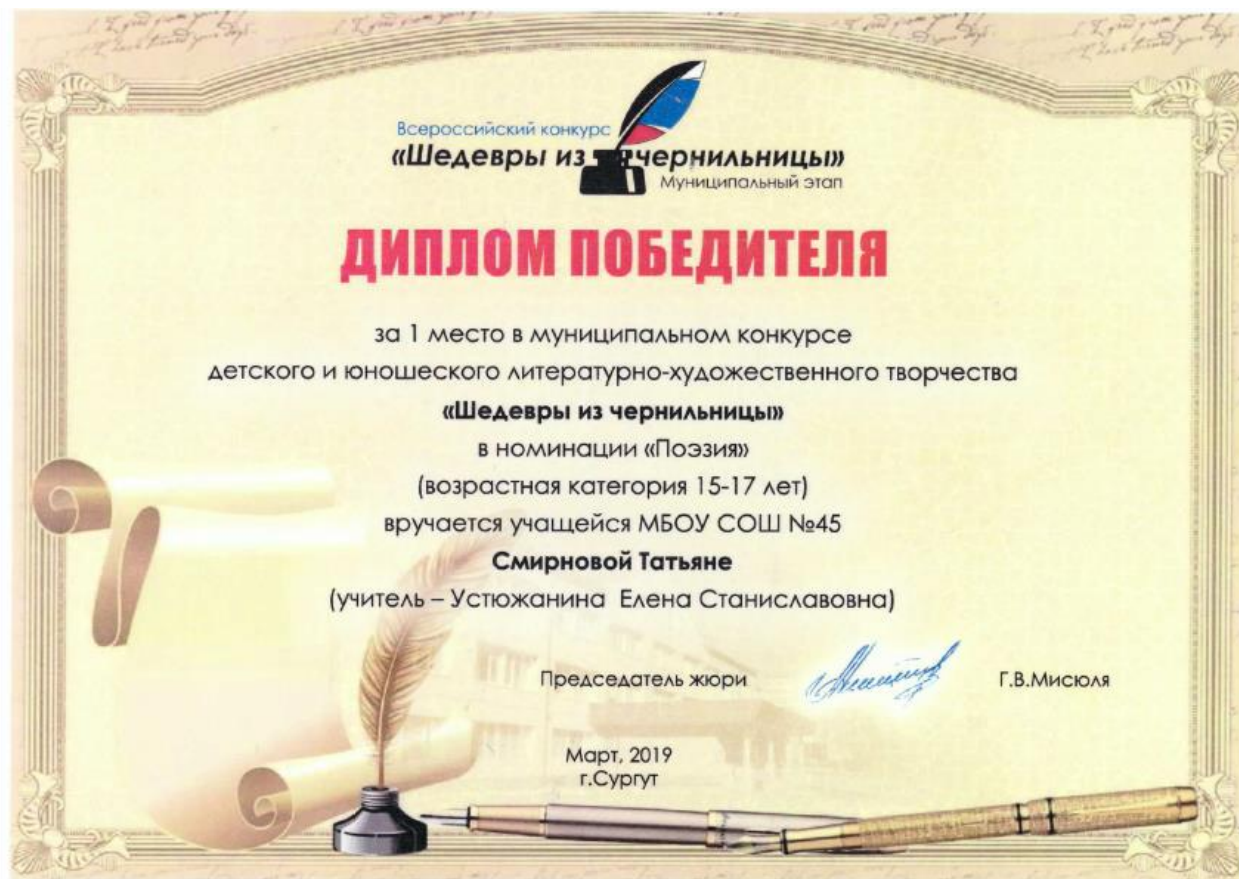 Всероссийский конкурс
«Шедевры из чернильницы»
Муниципальный этап
ДИПЛОМ ПОБЕДИТЕЛЯ
за 1 место в муниципальном конкурсе
детского и юношеского литературно-художественного творчества
«Шедевры из чернильницы»
в номинации «Поэзия»
(возрастная категория 15-17 лет)
вручается учащейся МБОУ СОШ №45
Смирновой Татьяне
(учитель – Устюжанина Елена Станиславовна)
Председатель жюри Г.В.Мисюля
Март, 2019
г.Сургут